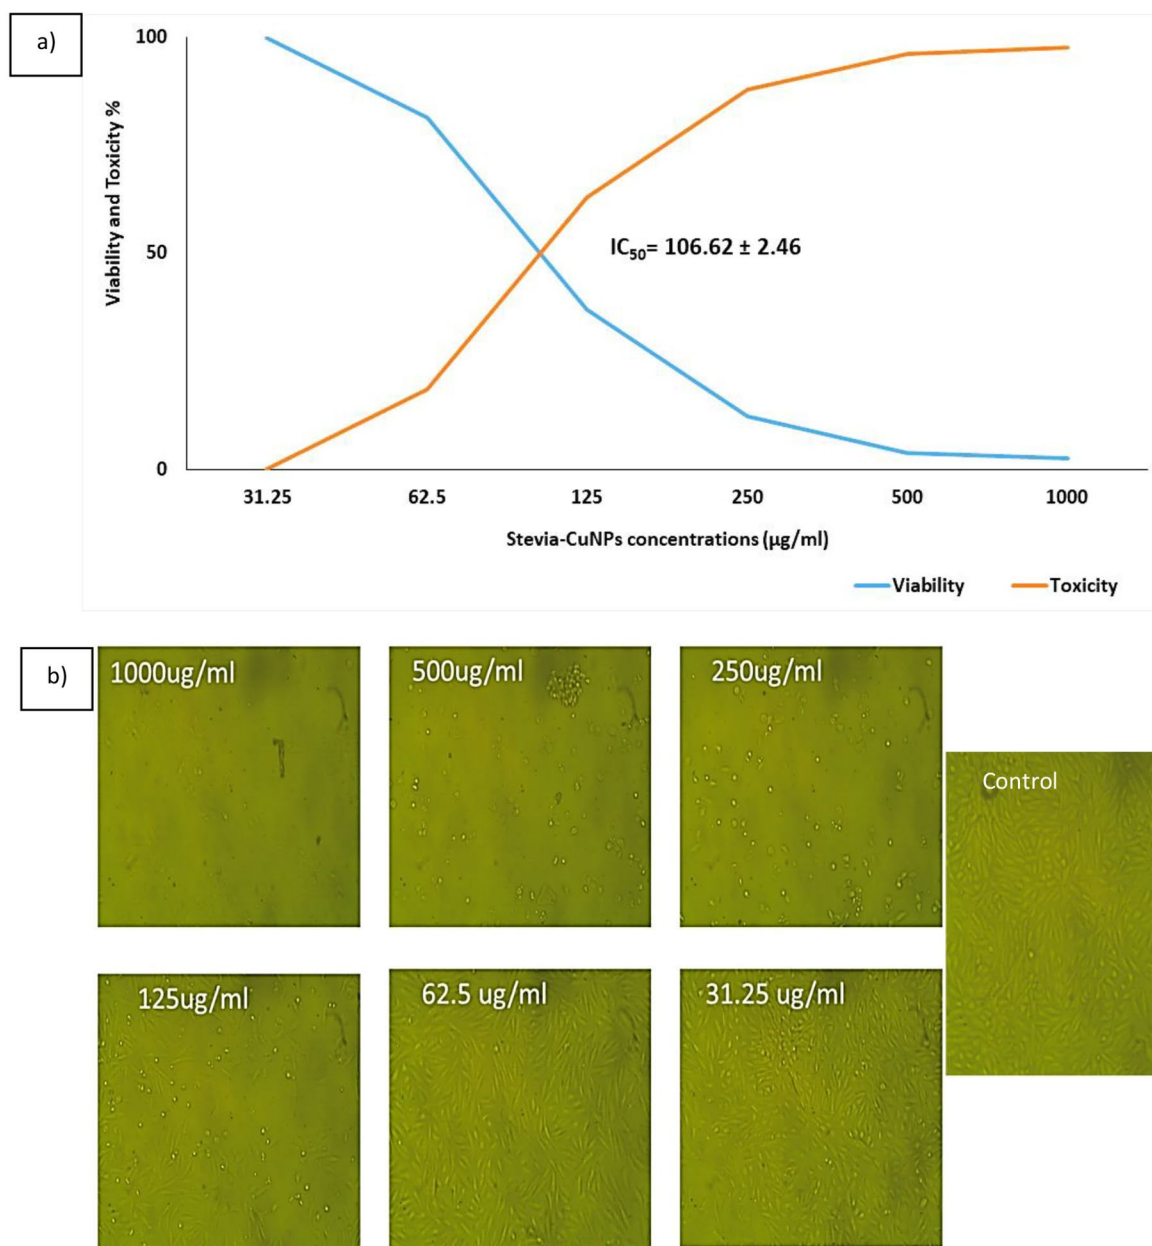 a)
100
50
0
Viability and Toxicity %
IC₅₀= 106.62 ± 2.46
31.25 62.5 125 250 500 1000
Stevia-CuNPs concentrations (µg/ml)
Viability Toxicity
b)
1000ug/ml 500ug/ml 250ug/ml
Control
125ug/ml 62.5 ug/ml 31.25 ug/ml